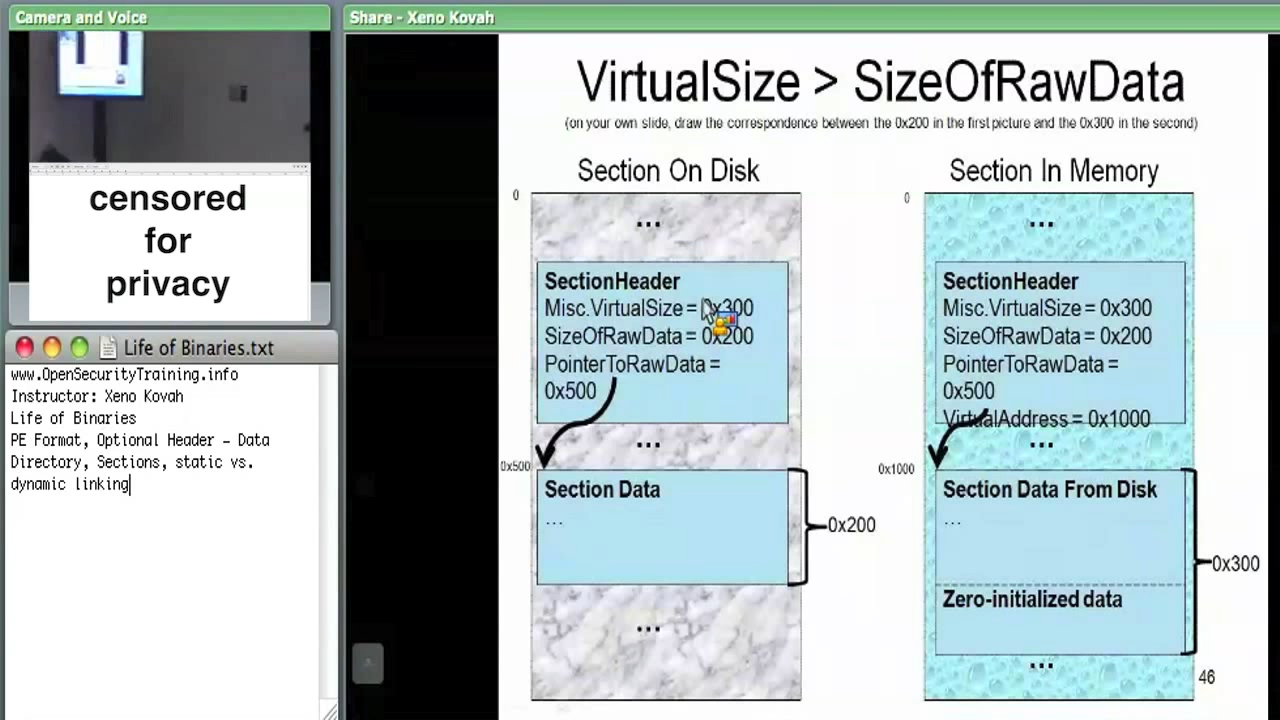 Camera and Voice
censored
for
privacy
Life of Binaries.txt
www.OpenSecurityTraining.info
Instructor: Xeno Kovah
Life of Binaries
PE Format, Optional Header – Data
Directory, Sections, static vs.
dynamic linking
Share - Xeno Kovah
VirtualSize > SizeOfRawData
(on your own slide, draw the correspondence between the 0x200 in the first picture and the 0x300 in the second)
Section On Disk
0
...
SectionHeader
Misc.VirtualSize = 0x300
SizeOfRawData = 0x200
PointerToRawData =
0x500
...
0x500
Section Data
...
0x200
...
Section In Memory
0
...
SectionHeader
Misc.VirtualSize = 0x300
SizeOfRawData = 0x200
PointerToRawData =
0x500
VirtualAddress = 0x1000
...
0x1000
Section Data From Disk
...
0x300
Zero-initialized data
...
46